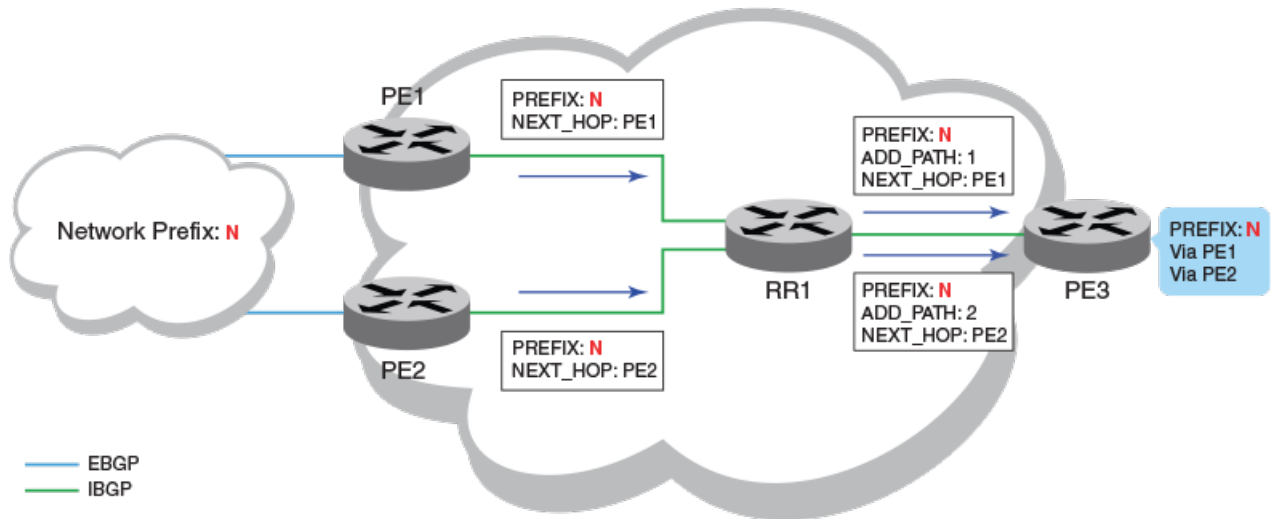 PE1
PREFIX: N
NEXT_HOP: PE1
PREFIX: N
ADD_PATH: 1
NEXT_HOP: PE1
Network Prefix: N
PREFIX: N
Via PE1
Via PE2
RR1
PE3
PREFIX: N
ADD_PATH: 2
NEXT_HOP: PE2
PE2
PREFIX: N
NEXT_HOP: PE2
EBGP
IBGP